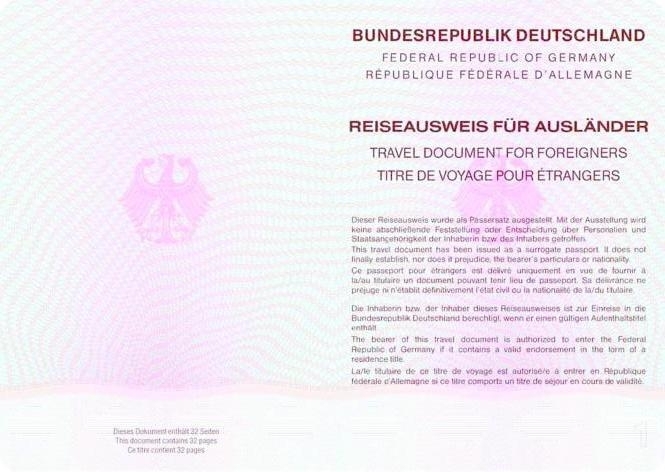 BUNDESREPUBLIK DEUTSCHLAND
FEDERAL REPUBLIC OF GERMANY
RÉPUBLIQUE FÉDÉRALE D'ALLEMAGNE
REISEAUSWEIS FÜR AUSLÄNDER
TRAVEL DOCUMENT FOR FOREIGNERS
TITRE DE VOYAGE POUR ÉTRANGERS
Dieser Reiseausweis wurde als Passersatz ausgestellt. Mit der Ausstellung wird
keine abschließende Feststellung oder Entscheidung über Personalien und
Staatsangehörigkeit der Inhaberin bzw. des Inhabers getroffen.
This travel document has been issued as a surrogate passport. It does not
finally establish, nor does it prejudice, the bearer's particulars or nationality.
Ce passeport pour étrangers est délivré uniquement en vue de fournir à
la/au titulaire un document pouvant tenir lieu de passeport. Sa délivrance ne
préjuge ni n'établit définitivement l'état civil ou la nationalité de la/du titulaire.
Die Inhaberin bzw. der Inhaber dieses Reiseausweises ist zur Einreise in die
Bundesrepublik Deutschland berechtigt, wenn er einen gültigen Aufenthaltstitel
enthält.
The bearer of this travel document is authorized to enter the Federal
Republic of Germany if it contains a valid endorsement in the form of a
residence title.
La/le titulaire de ce titre de voyage est autorisé/e à entrer en République
fédérale d'Allemagne si ce titre comporte un titre de séjour en cours de validité.
Dieses Dokument enthält 32 Seiten
This document contains 32 pages
Ce titre contient 32 pages
1